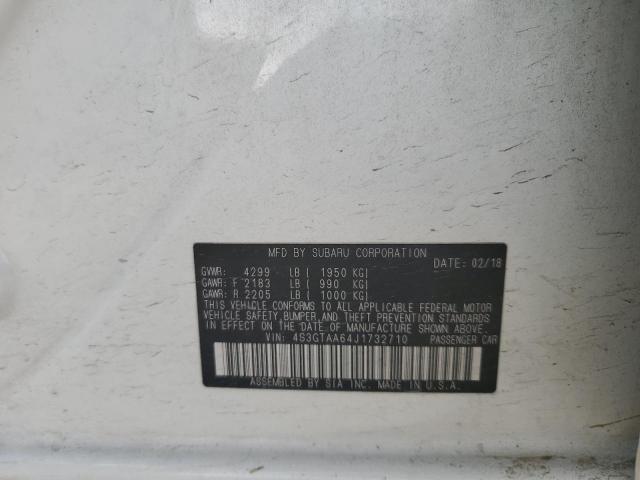 MFD BY SUBARU CORPORATION
DATE: 02/18
GVWR: 4299 LB ( 1950 KG)
GAWR: F 2183 LB ( 990 KG)
GAWR: R 2205 LB ( 1000 KG)
THIS VEHICLE CONFORMS TO ALL APPLICABLE FEDERAL MOTOR
VEHICLE SAFETY, BUMPER, AND THEFT PREVENTION STANDARDS
IN EFFECT ON THE DATE OF MANUFACTURE SHOWN ABOVE.
VIN: 4S3GTAA64J1732710 PASSENGER CAR
ASSEMBLED BY SIA INC. MADE IN U.S.A.